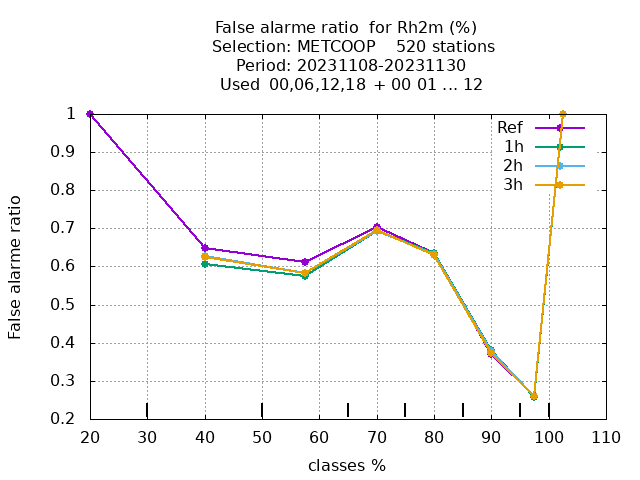 False alarme ratio  for Rh2m (%)
Selection: METCOOP    520 stations
Period: 20231108-20231130
Used  00,06,12,18 + 00 01 ... 12
Ref
1h
2h
3h
False alarme ratio
1
0.9
0.8
0.7
0.6
0.5
0.4
0.3
0.2
20 30 40 50 60 70 80 90 100 110
classes %